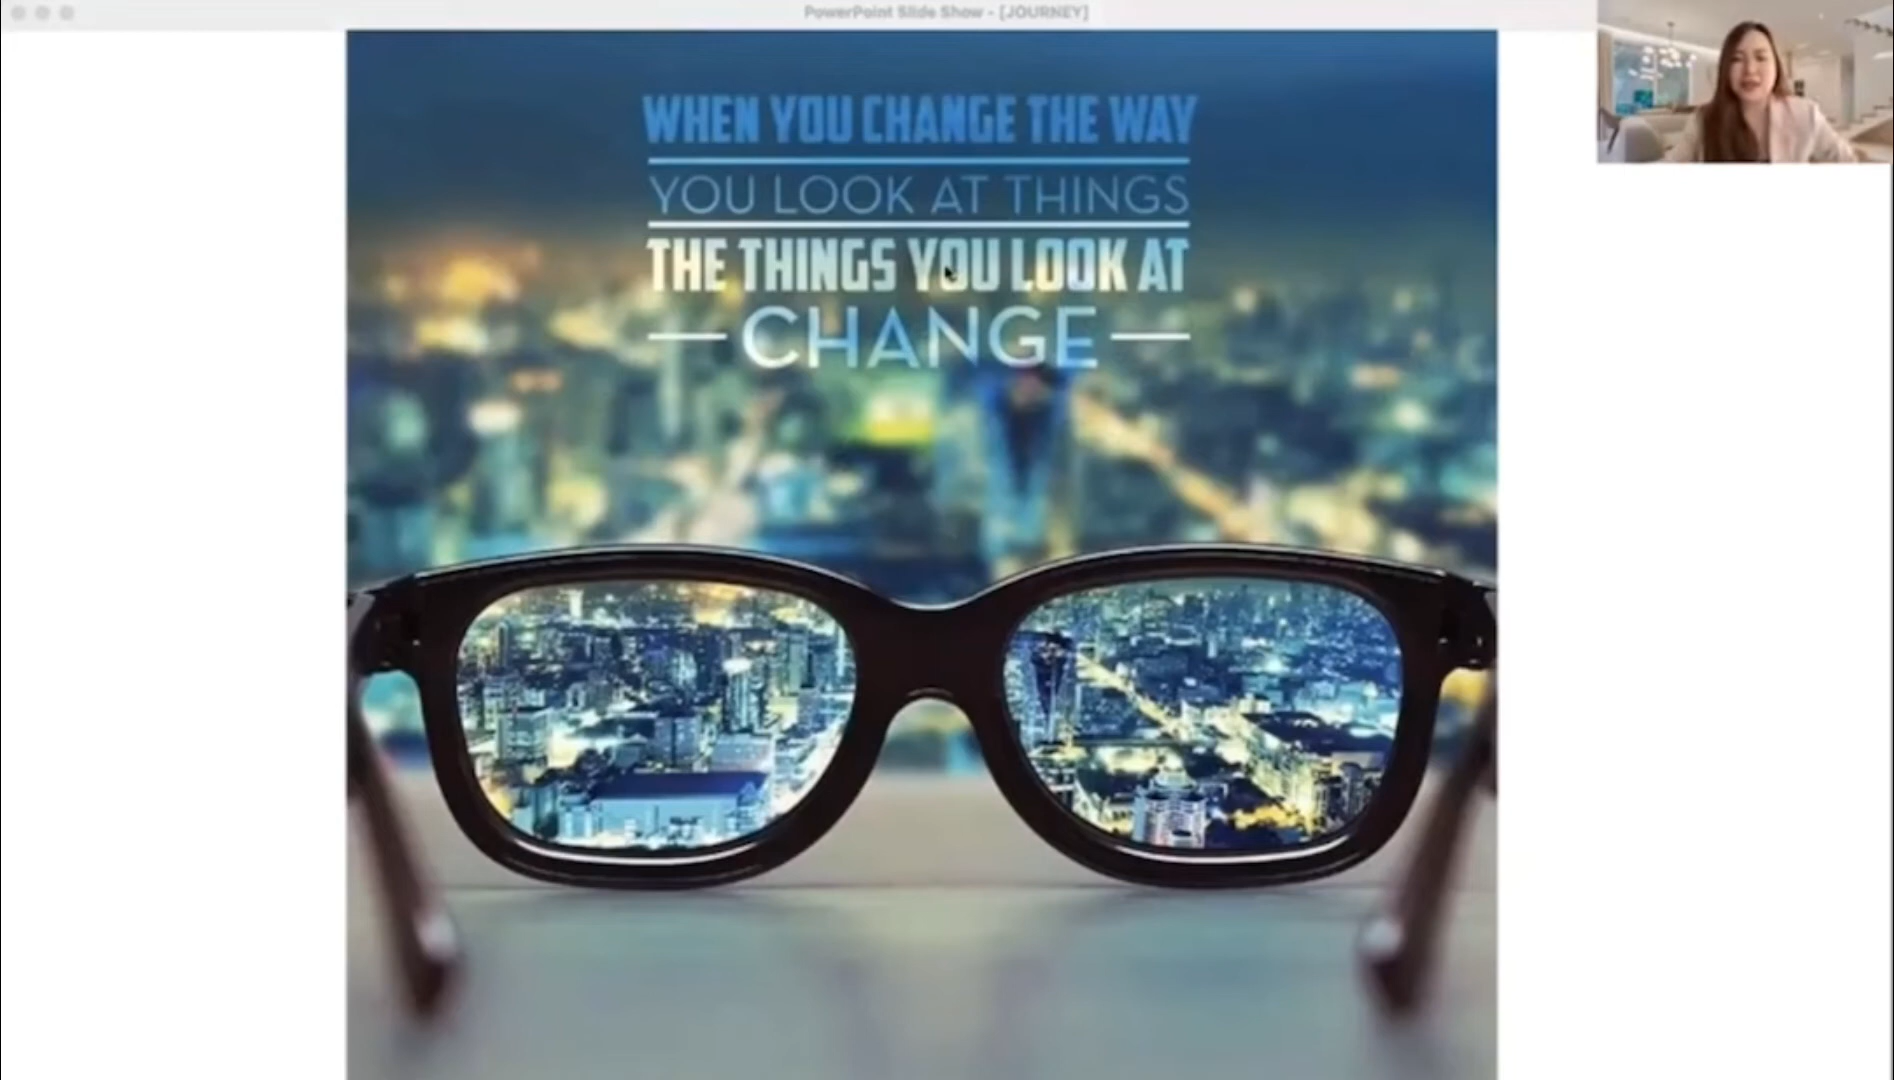 PowerPoint Slide Show - [JOURNEY]
WHEN YOU CHANGE THE WAY
YOU LOOK AT THINGS
THE THINGS YOU LOOK AT
CHANGE